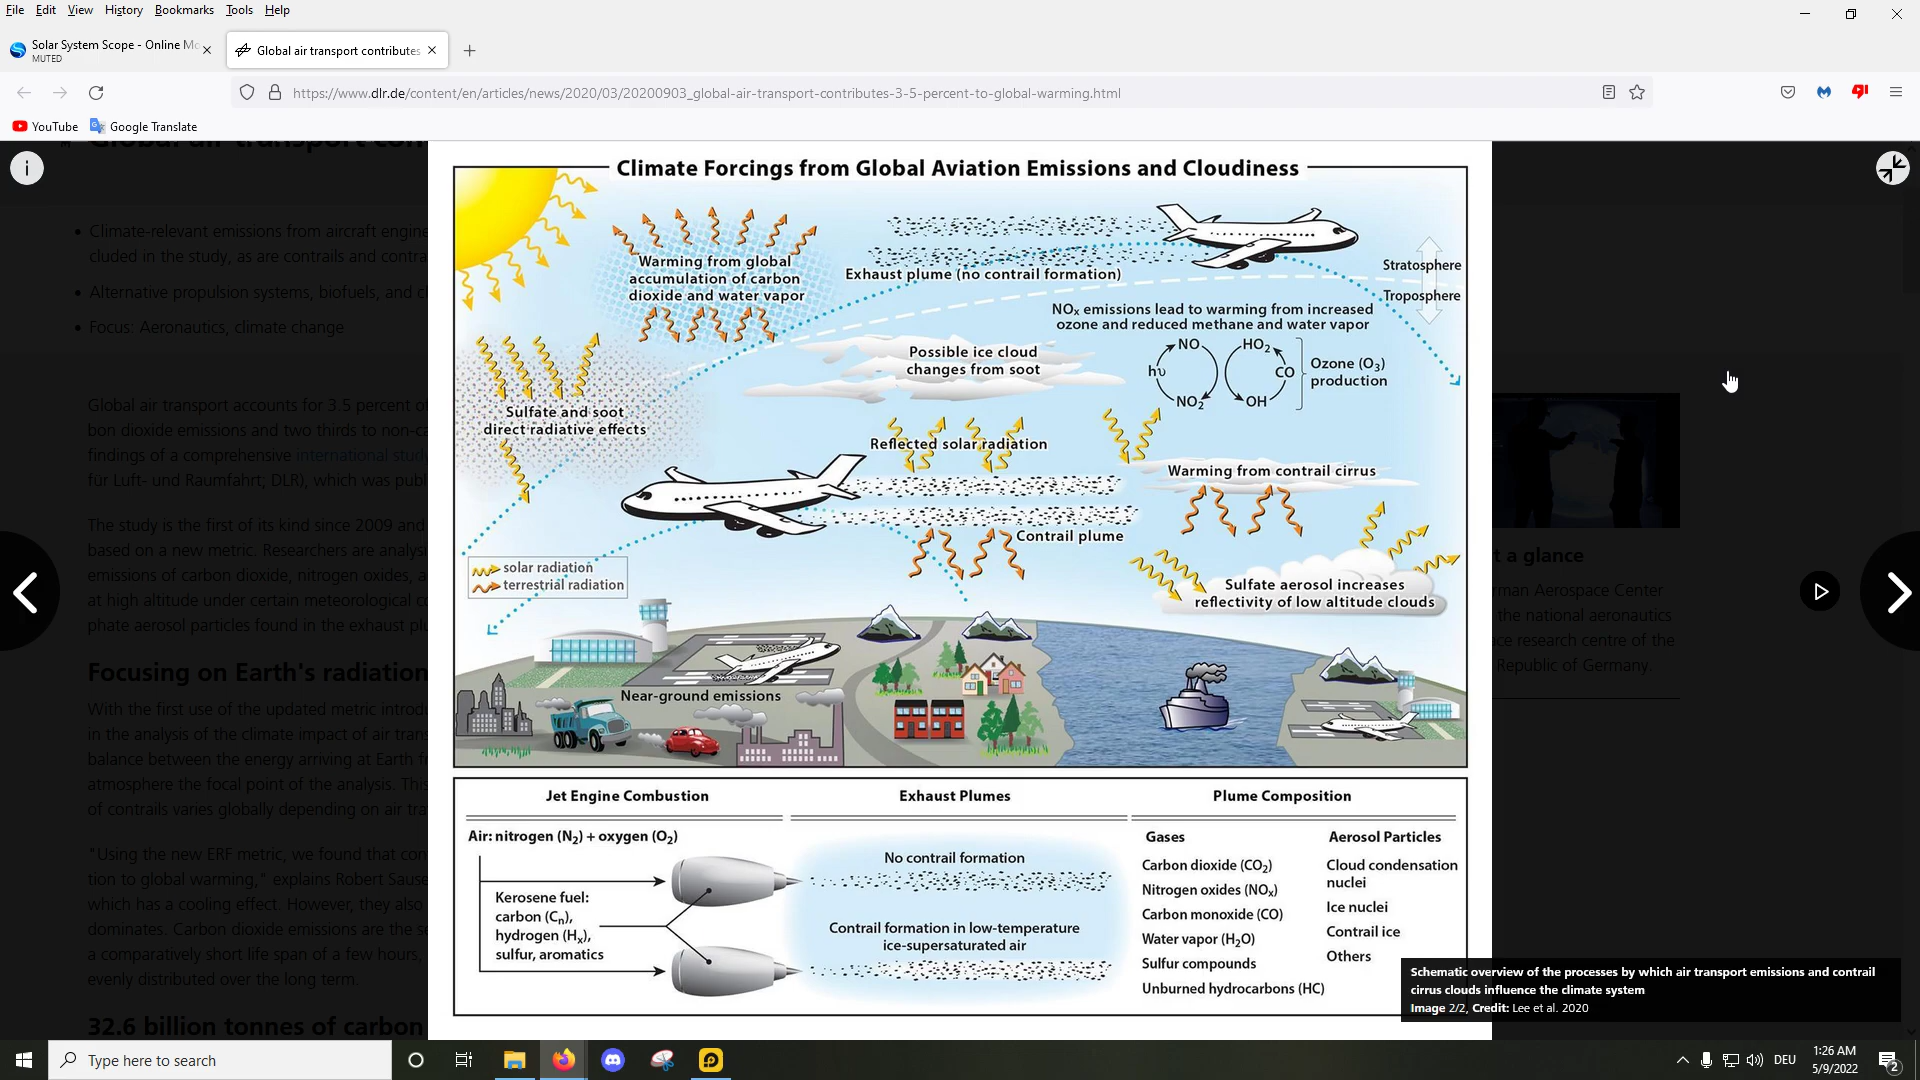 File Edit View History Bookmarks Tools Help
Solar System Scope - Online Mo
MUTED
Global air transport contributes
https://www.dlr.de/content/en/articles/news/2020/03/20200903_global-air-transport-contributes-3-5-percent-to-global-warming.html
YouTube Google Translate
Climate-relevant emissions from aircraft engine
cluded in the study, as are contrails and contra
Alternative propulsion systems, biofuels, and cl
Focus: Aeronautics, climate change
Global air transport accounts for 3.5 percent of
bon dioxide emissions and two thirds to non-ca
findings of a comprehensive international study
für Luft- und Raumfahrt, DLR), which was publ
The study is the first of its kind since 2009 and
based on a new metric. Researchers are analysi
emissions of carbon dioxide, nitrogen oxides, a
at high altitude under certain meteorological co
phate aerosol particles found in the exhaust plu
Focusing on Earth's radiation
With the first use of the updated metric introdu
in the analysis of the climate impact of air trans
balance between the energy arriving at Earth f
atmosphere the focal point of the analysis. This
of contrails varies globally depending on air tra
"Using the new ERF metric, we found that con
tion to global warming," explains Robert Sause
which has a cooling effect. However, they also
dominates. Carbon dioxide emissions are the se
a comparatively short life span of a few hours,
evenly distributed over the long term.
32.6 billion tonnes of carbon
Climate Forcings from Global Aviation Emissions and Cloudiness
Warming from global
accumulation of carbon
dioxide and water vapor
Exhaust plume (no contrail formation)
Stratosphere
Troposphere
NOx emissions lead to warming from increased
ozone and reduced methane and water vapor
NO HO2
hυ CO
NO2 OH
Ozone (O3)
production
Possible ice cloud
changes from soot
Sulfate and soot
direct radiative effects
Reflected solar radiation
Warming from contrail cirrus
Contrail plume
solar radiation
terrestrial radiation
Sulfate aerosol increases
reflectivity of low altitude clouds
Near-ground emissions
Jet Engine Combustion
Air: nitrogen (N2) + oxygen (O2)
Kerosene fuel:
carbon (Cn),
hydrogen (Hx),
sulfur, aromatics
Exhaust Plumes
No contrail formation
Contrail formation in low-temperature
ice-supersaturated air
Plume Composition
Gases
Carbon dioxide (CO2)
Nitrogen oxides (NOx)
Carbon monoxide (CO)
Water vapor (H2O)
Sulfur compounds
Unburned hydrocarbons (HC)
Aerosol Particles
Cloud condensation
nuclei
Ice nuclei
Contrail ice
Others
t a glance
rman Aerospace Center
the national aeronautics
ce research centre of the
Republic of Germany.
Schematic overview of the processes by which air transport emissions and contrail
cirrus clouds influence the climate system
Image 2/2, Credit: Lee et al. 2020
Type here to search
DEU
1:26 AM
5/9/2022
2